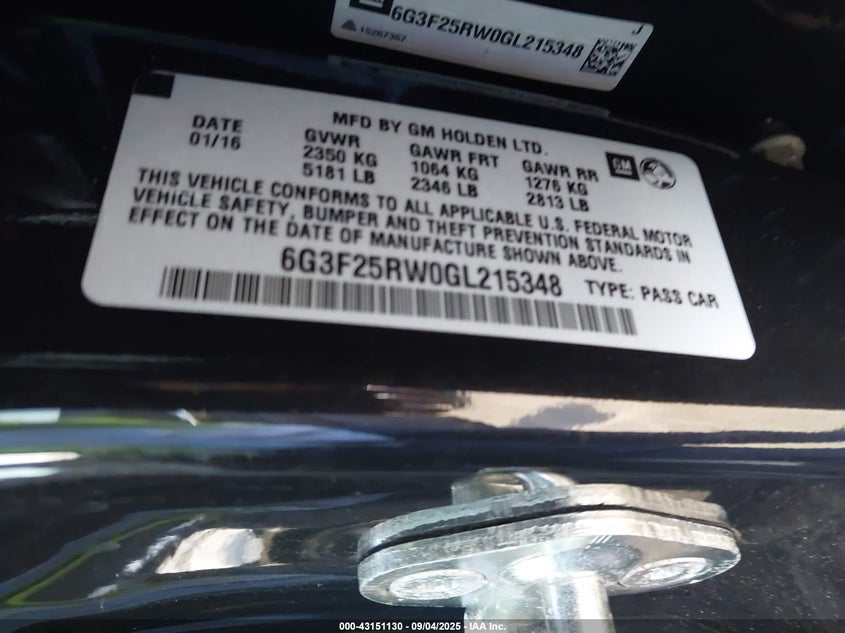 GM
6G3F25RW0GL215348
J
15267367
MFD BY GM HOLDEN LTD.
DATE GVWR GAWR FRT GAWR RR GM
01/16 2350 KG 1064 KG 1276 KG
5181 LB 2346 LB 2813 LB
THIS VEHICLE CONFORMS TO ALL APPLICABLE U.S. FEDERAL MOTOR
VEHICLE SAFETY, BUMPER AND THEFT PREVENTION STANDARDS IN
EFFECT ON THE DATE OF MANUFACTURE SHOWN ABOVE.
6G3F25RW0GL215348 TYPE: PASS CAR
000-43151130 - 09/04/2025 - IAA Inc.